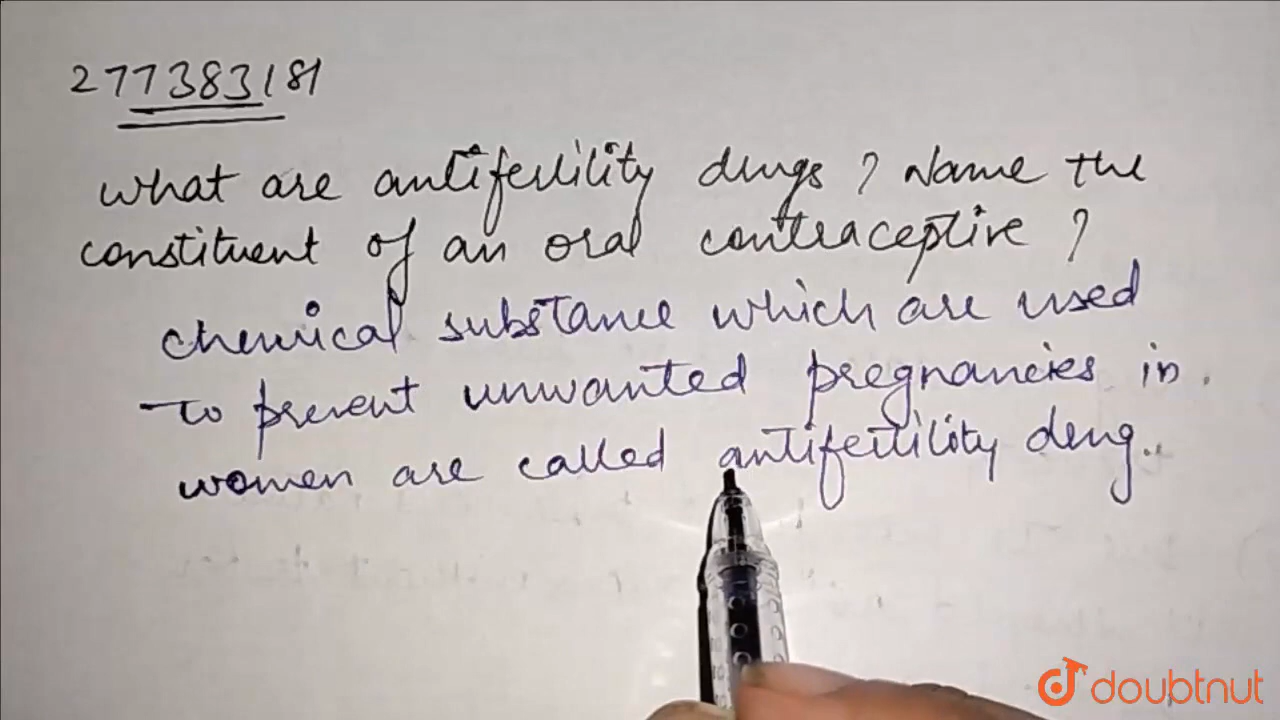 277383181
What are antifertility drugs ? Name the
constituent of an oral contraceptive ?
chemical substance which are used
to prevent unwanted pregnancies in
women are called antifertility drug.
doubtnut